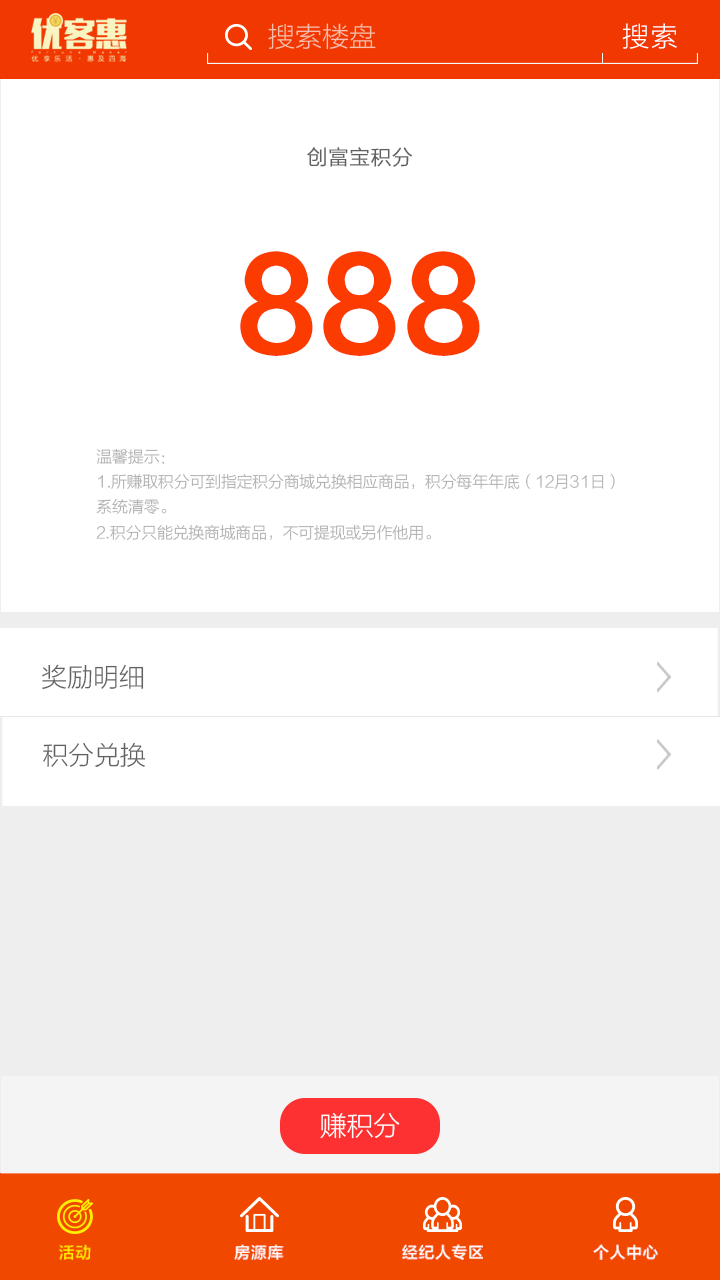 优客惠
优享乐活·惠及四海
搜索楼盘
搜索
创富宝积分
888
温馨提示：
1.所赚取积分可到指定积分商城兑换相应商品，积分每年年底（12月31日）
系统清零。
2.积分只能兑换商城商品，不可提现或另作他用。
奖励明细
积分兑换
赚积分
活动
房源库
经纪人专区
个人中心